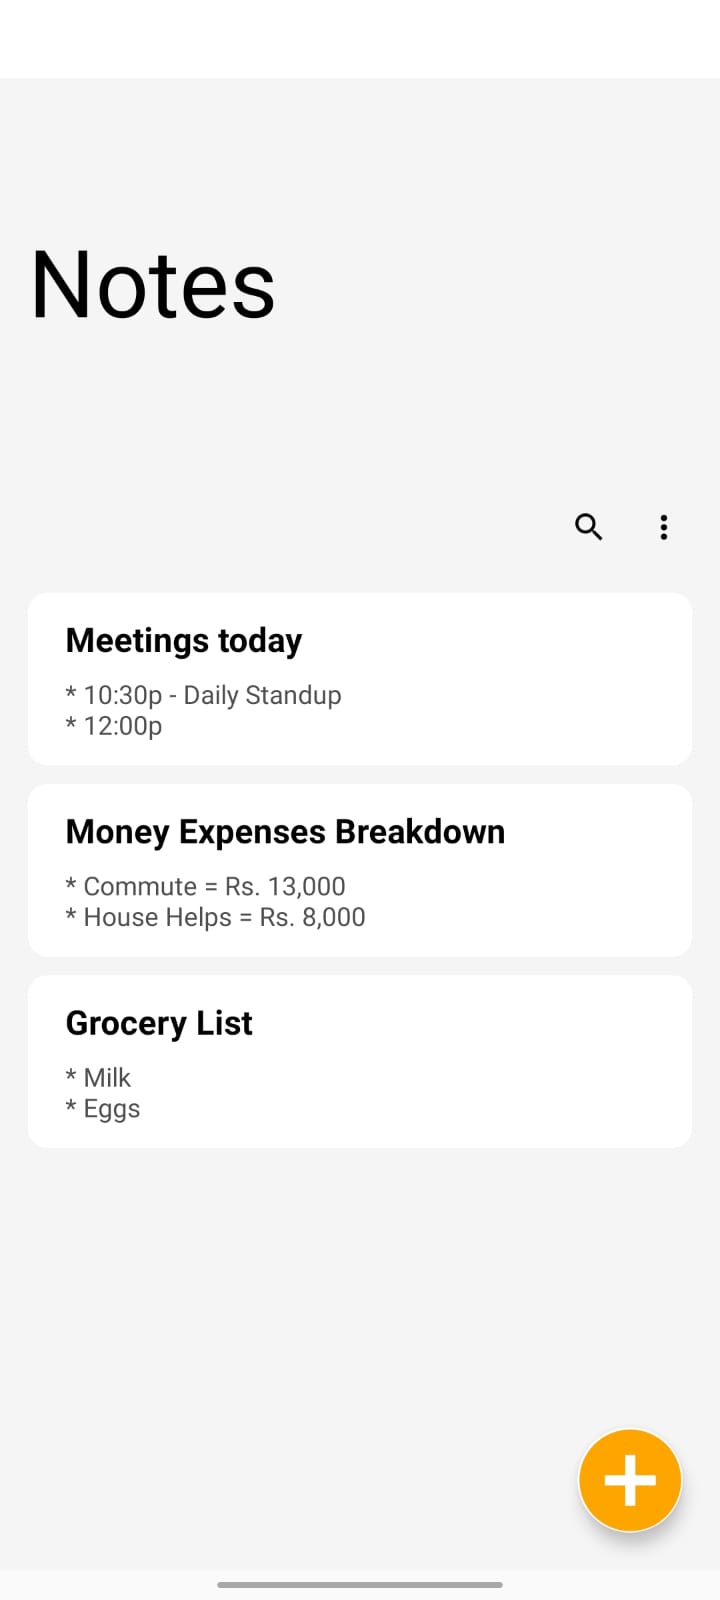 Notes
Meetings today
* 10:30p - Daily Standup
* 12:00p
Money Expenses Breakdown
* Commute = Rs. 13,000
* House Helps = Rs. 8,000
Grocery List
* Milk
* Eggs